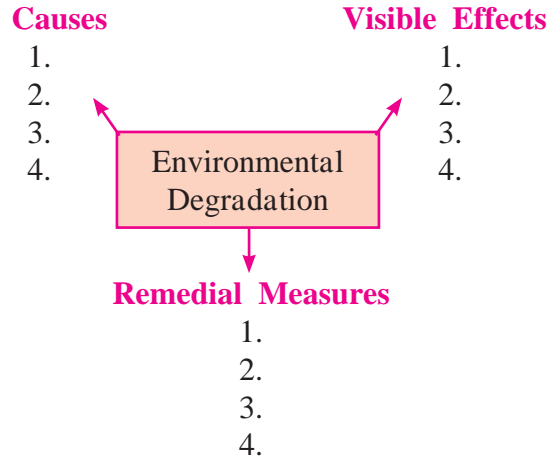 Causes
1.
2.
3.
4.
Visible Effects
1.
2.
3.
4.
Environmental
Degradation
Remedial Measures
1.
2.
3.
4.